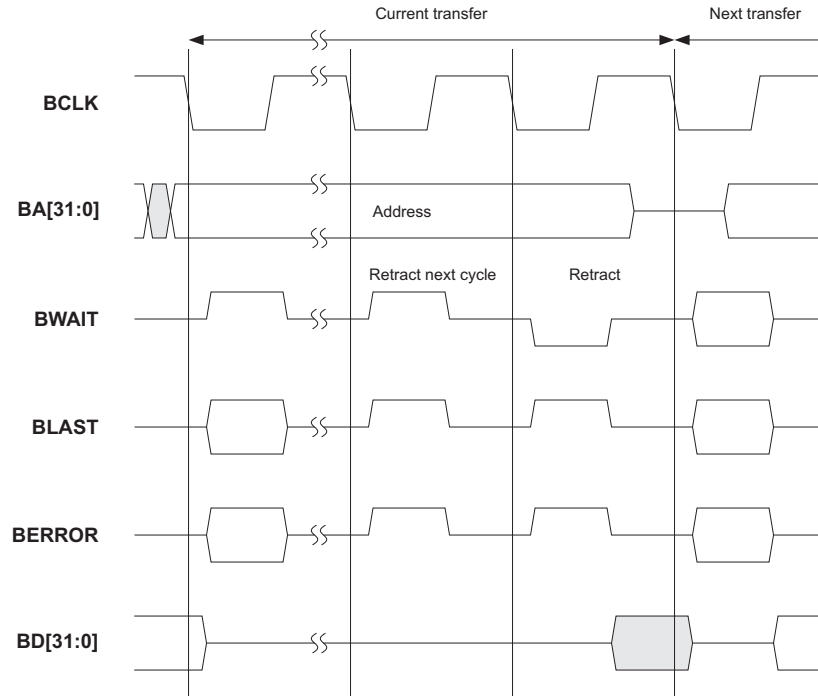 Current transfer
Next transfer
BCLK
BA[31:0]
Address
Retract next cycle
Retract
BWAIT
BLAST
BERROR
BD[31:0]